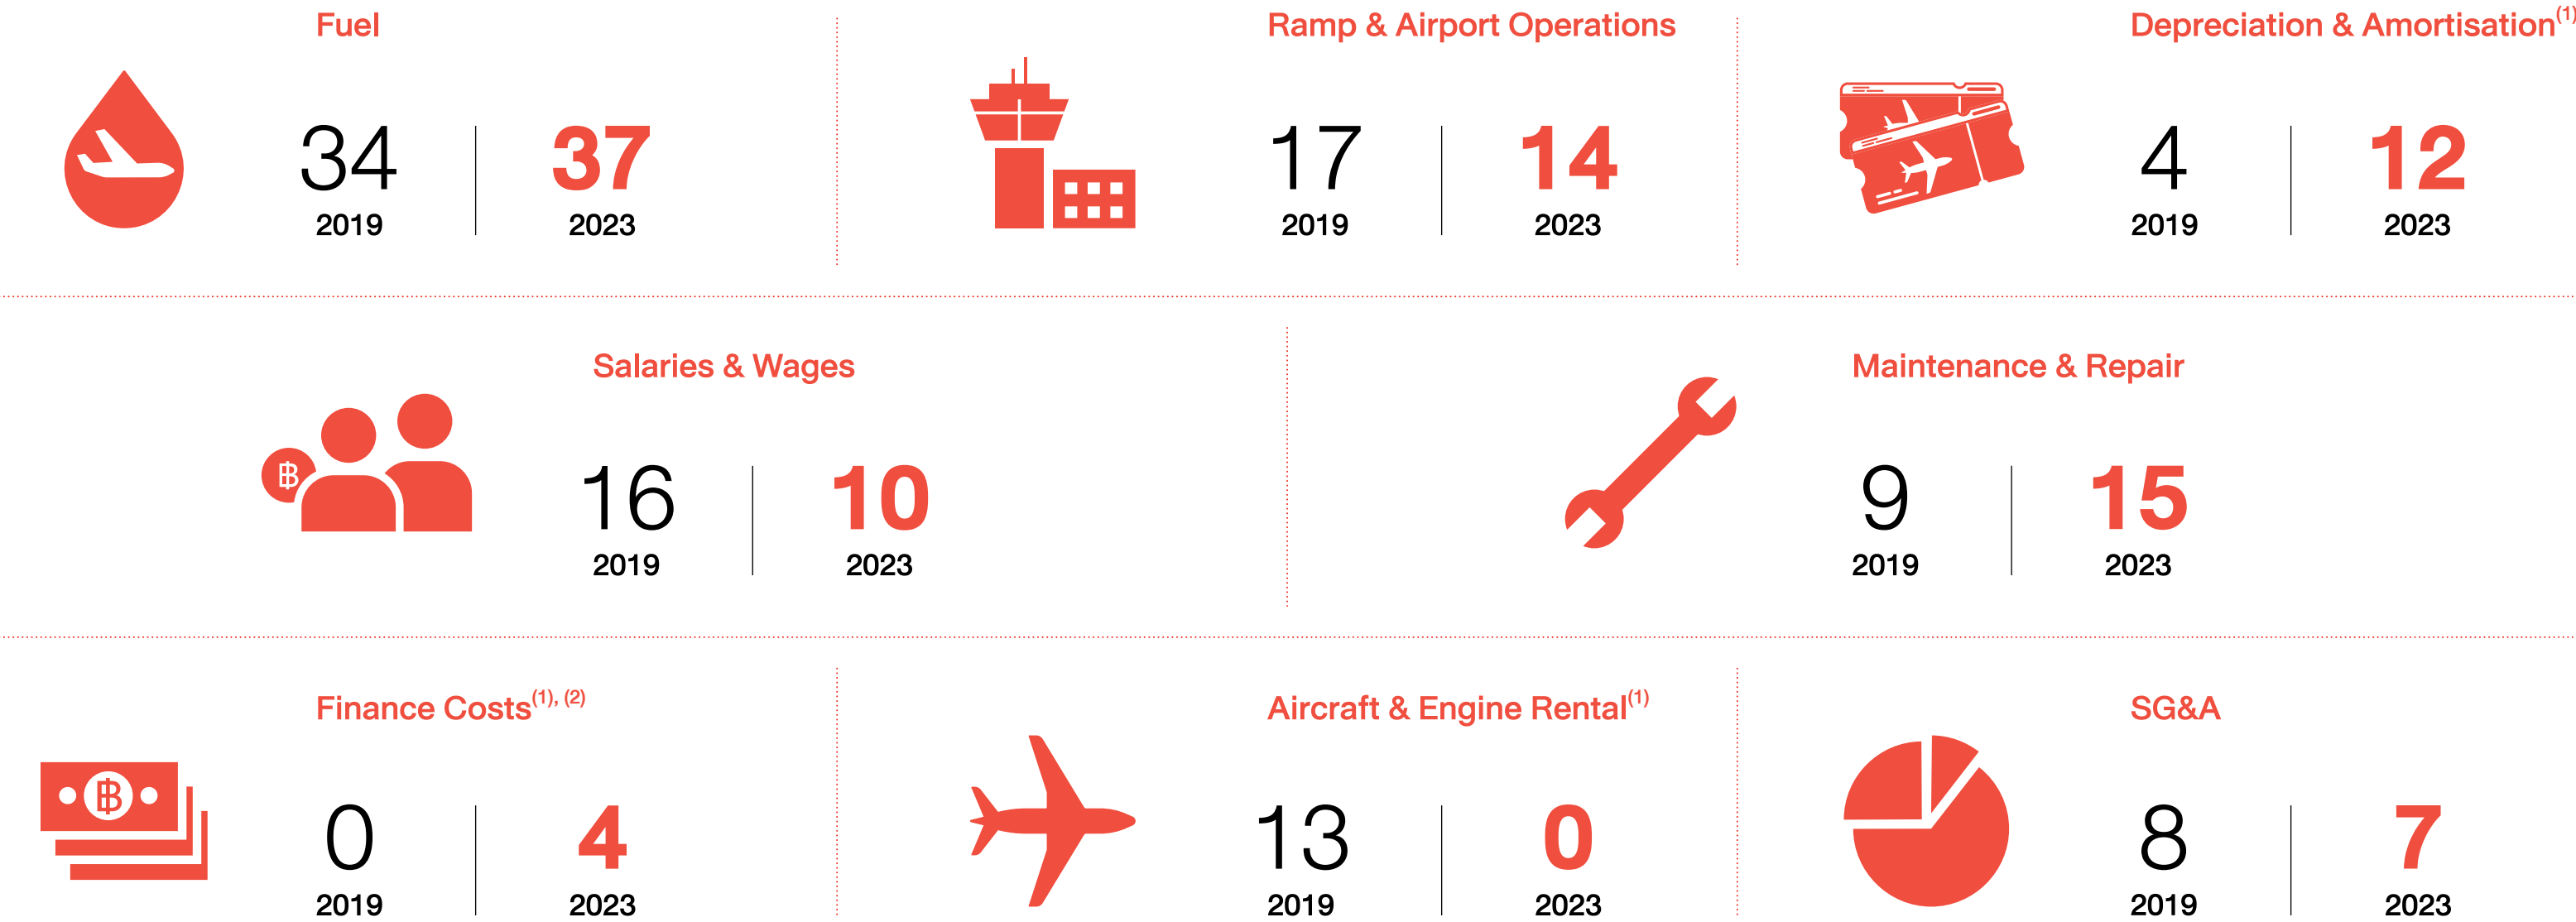 Fuel
34 37
2019 2023
Ramp & Airport Operations
17 14
2019 2023
Depreciation & Amortisation(1)
4 12
2019 2023
Salaries & Wages
฿
16 10
2019 2023
Maintenance & Repair
9 15
2019 2023
Finance Costs(1), (2)
฿
0 4
2019 2023
Aircraft & Engine Rental(1)
13 0
2019 2023
SG&A
8 7
2019 2023